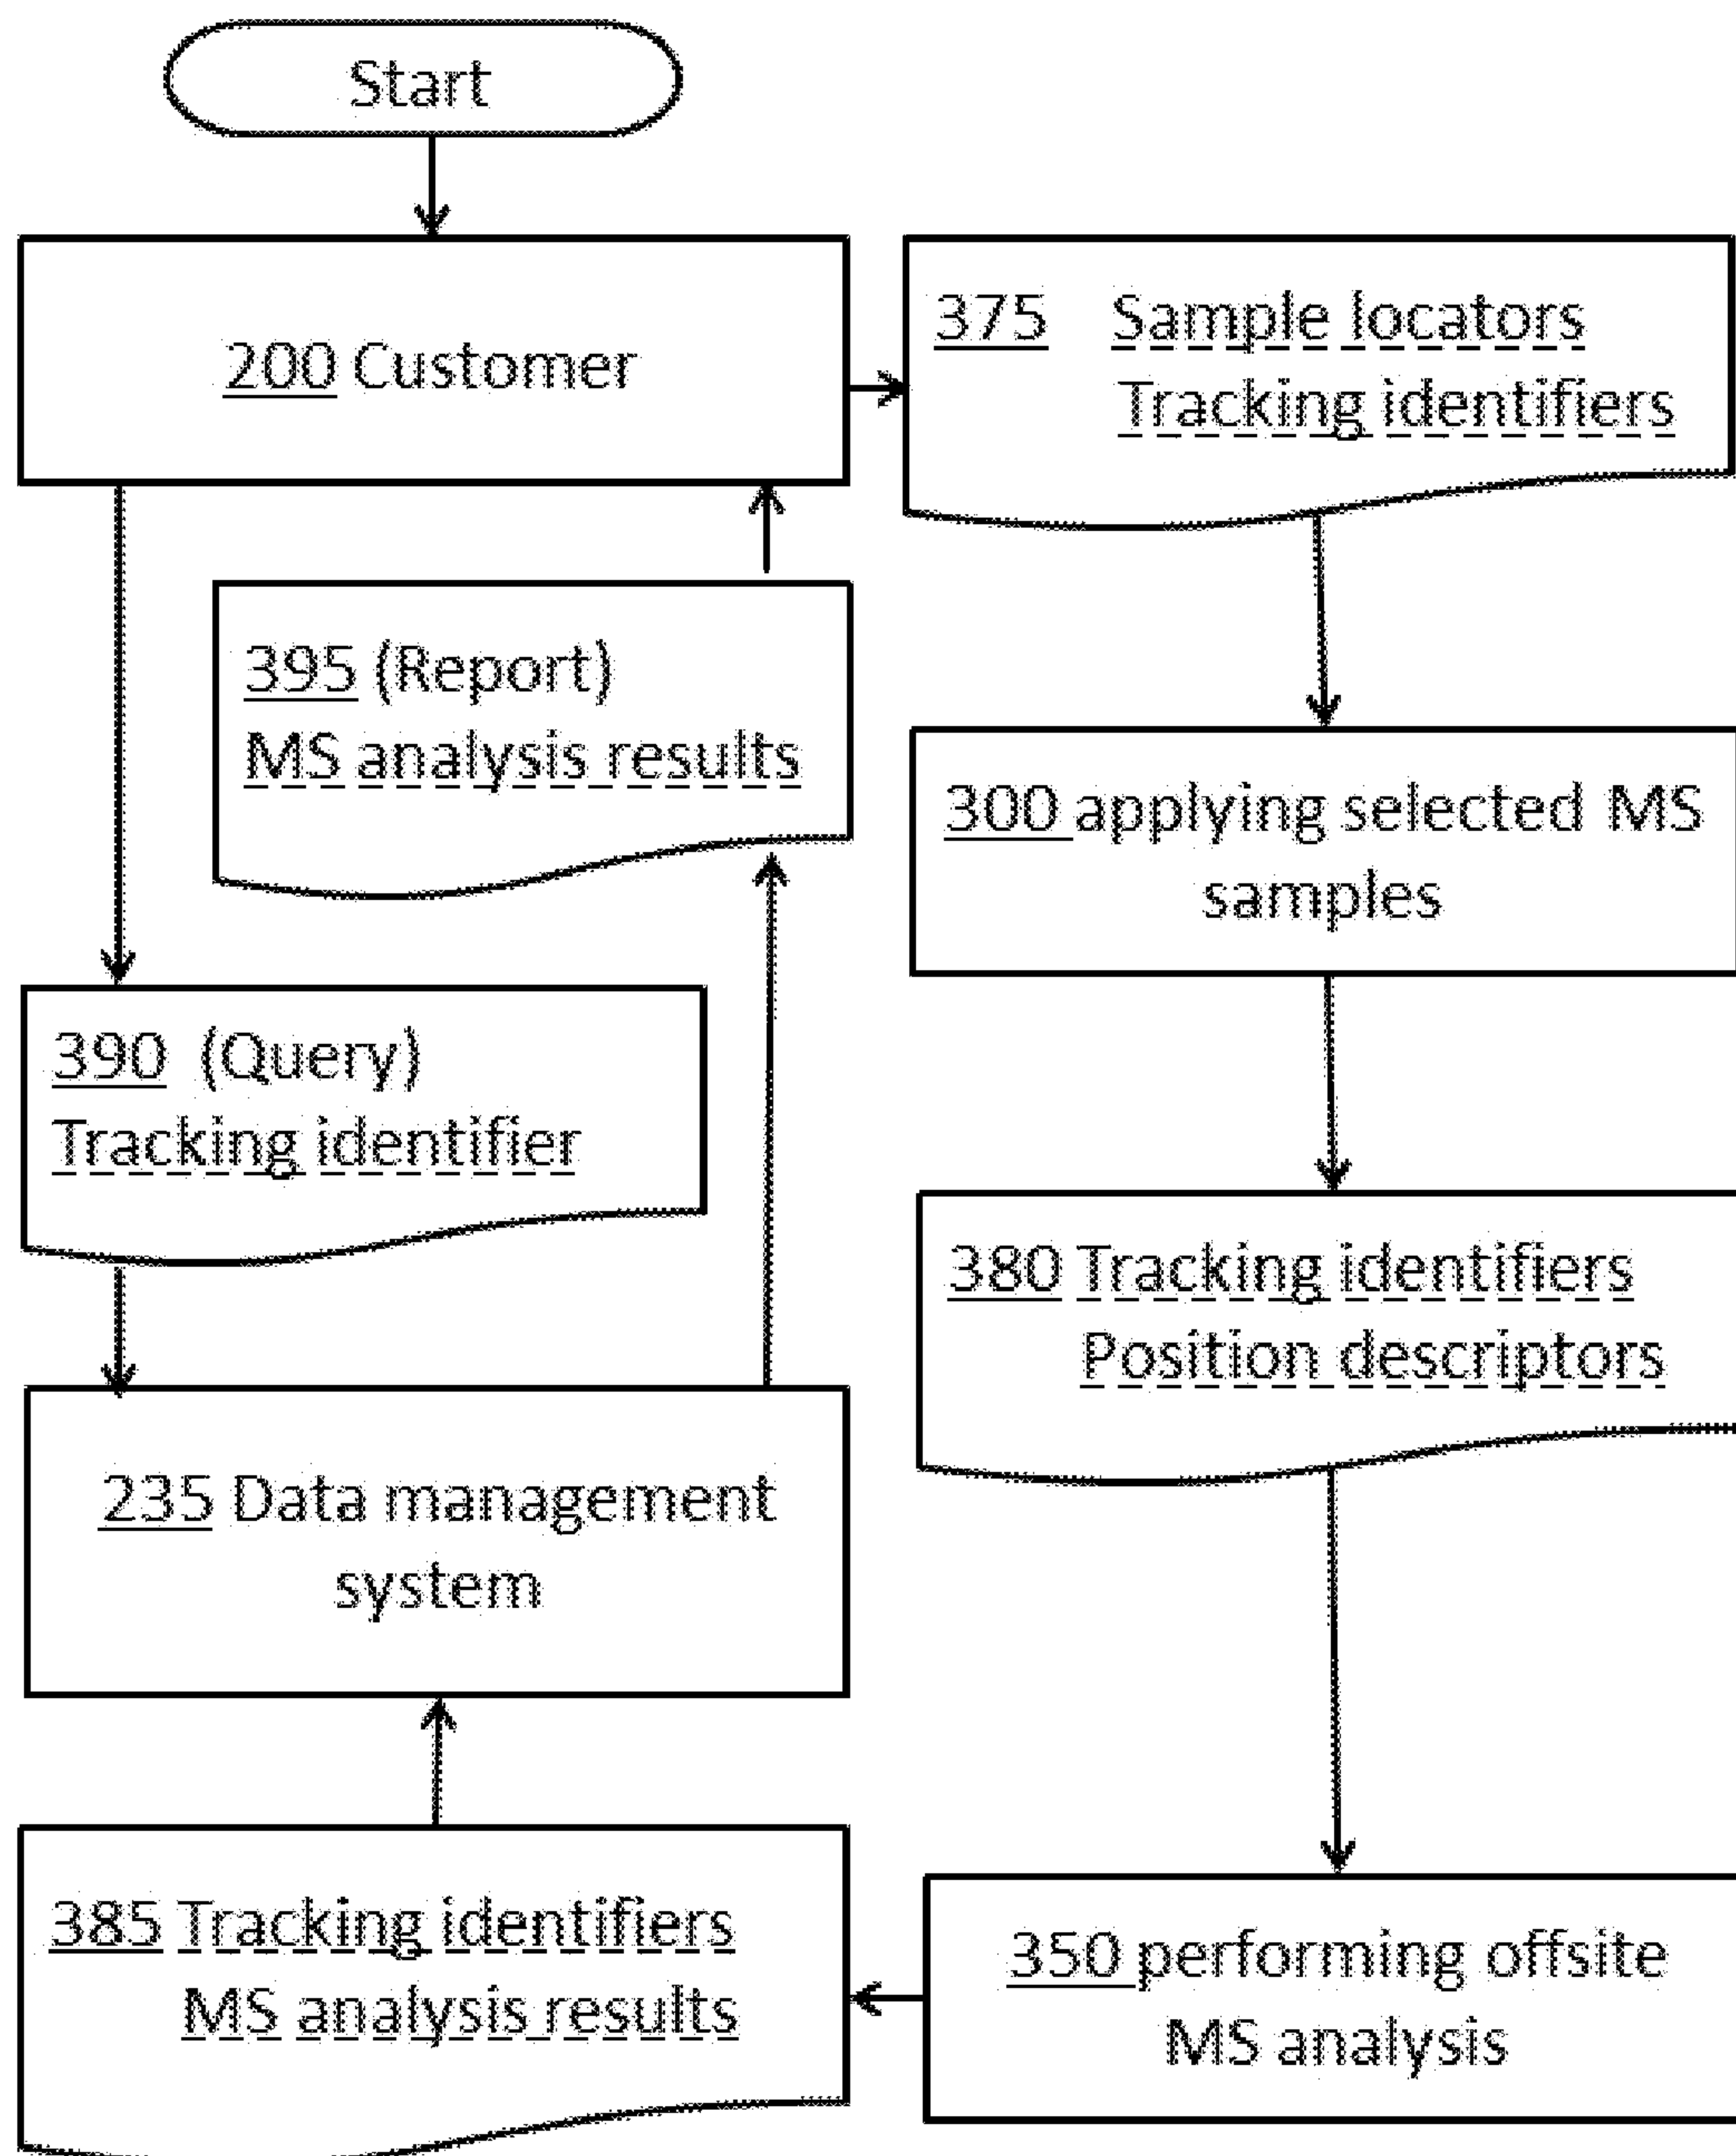 Start
200 Customer
375 Sample locators
Tracking identifiers
395 (Report)
MS analysis results
300 applying selected MS
samples
390 (Query)
Tracking identifier
380 Tracking identifiers
Position descriptors
235 Data management
system
385 Tracking identifiers
MS analysis results
350 performing offsite
MS analysis